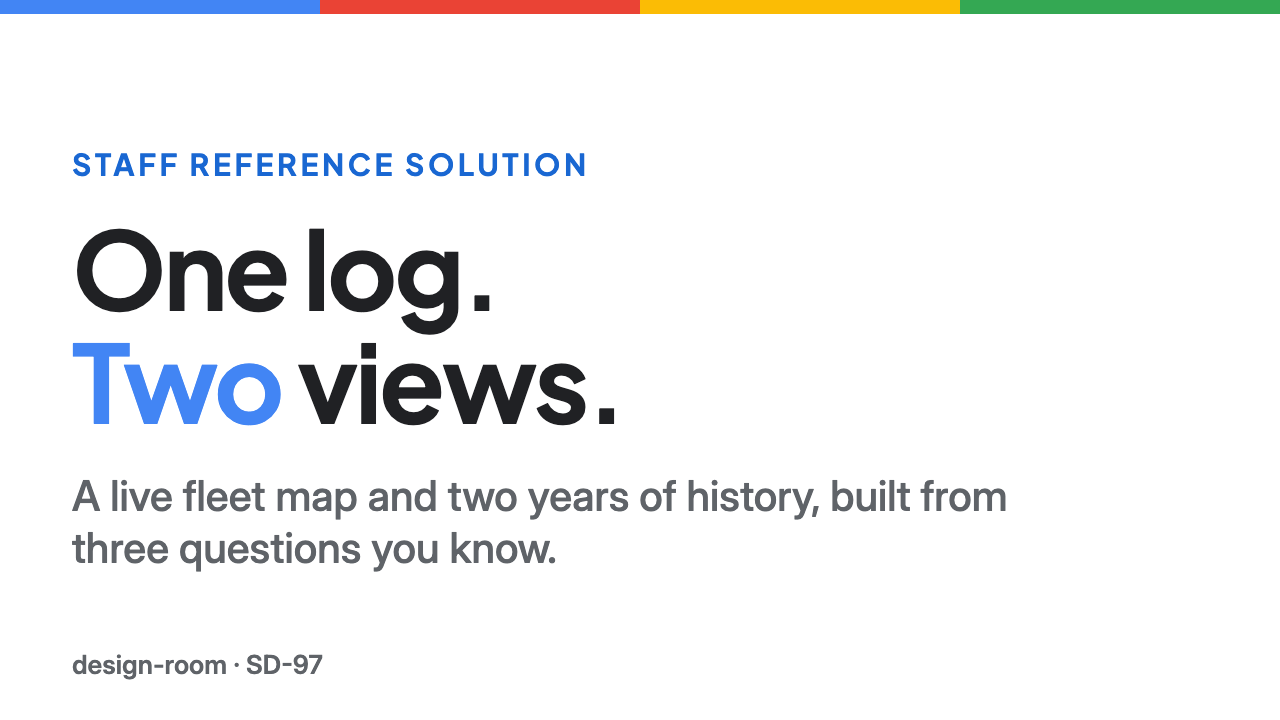 STAFF REFERENCE SOLUTION
One log.
Two views.
A live fleet map and two years of history, built from
three questions you know.
design-room · SD-97